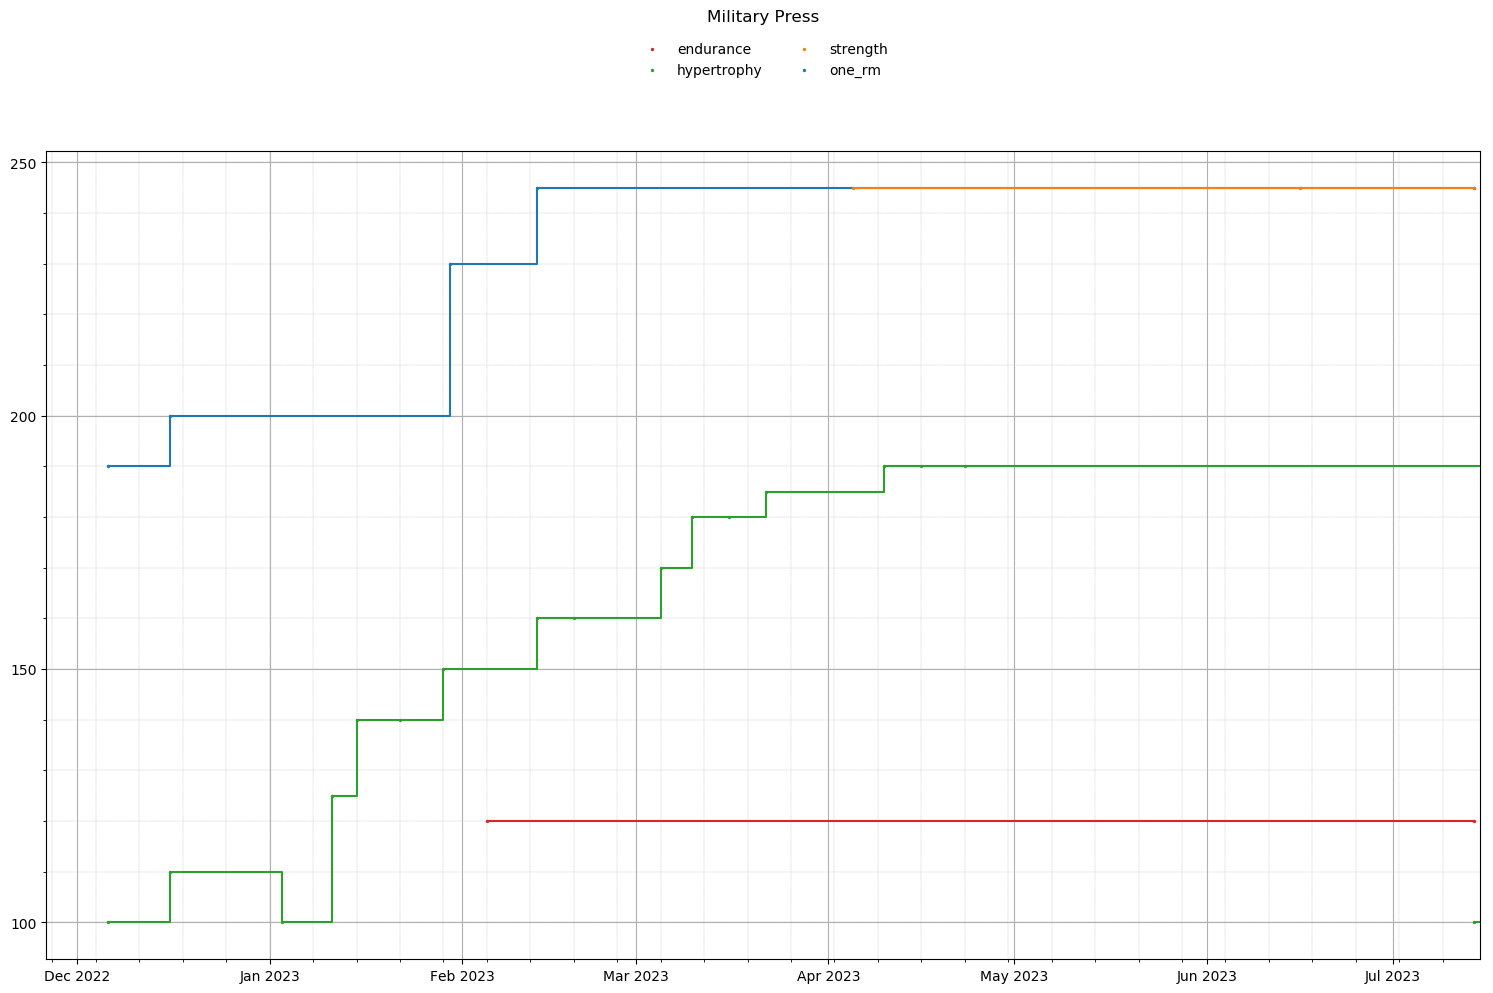 Military Press
endurance strength
hypertrophy one_rm
250
200
150
100
Dec 2022 Jan 2023 Feb 2023 Mar 2023 Apr 2023 May 2023 Jun 2023 Jul 2023